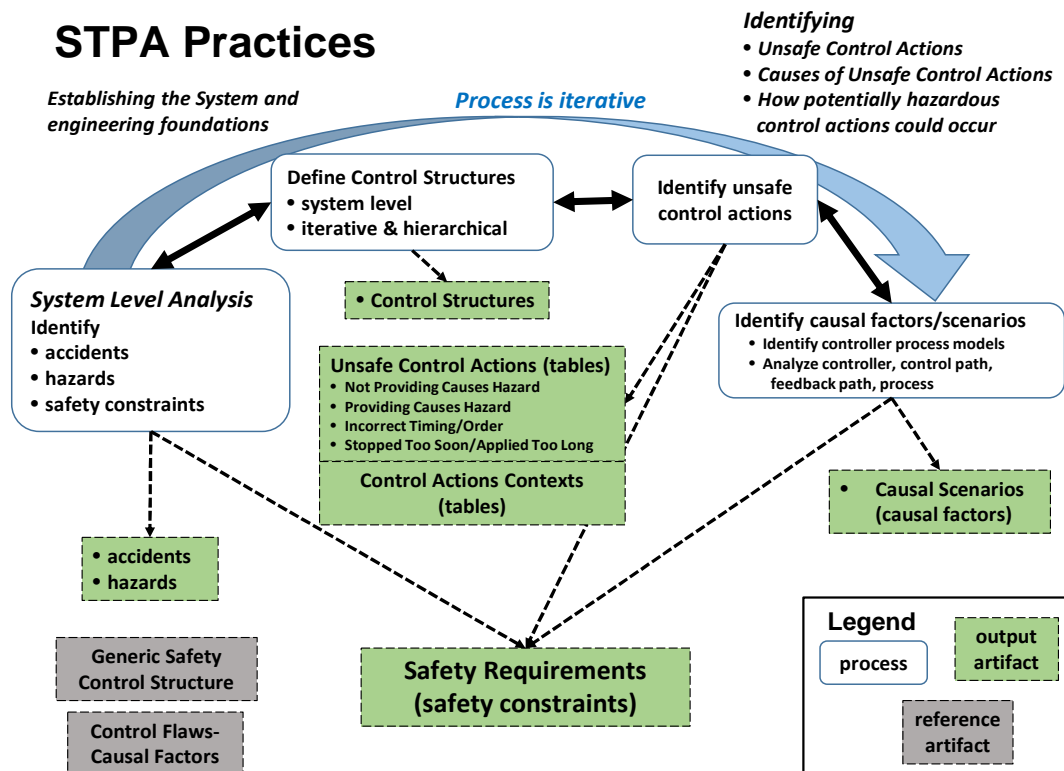 STPA Practices
Identifying
• Unsafe Control Actions
• Causes of Unsafe Control Actions
• How potentially hazardous
control actions could occur
Establishing the System and
engineering foundations
Process is iterative
Define Control Structures
• system level
• iterative & hierarchical
Identify unsafe
control actions
System Level Analysis
Identify
• accidents
• hazards
• safety constraints
• Control Structures
Identify causal factors/scenarios
• Identify controller process models
• Analyze controller, control path,
feedback path, process
Unsafe Control Actions (tables)
• Not Providing Causes Hazard
• Providing Causes Hazard
• Incorrect Timing/Order
• Stopped Too Soon/Applied Too Long
Control Actions Contexts
(tables)
• Causal Scenarios
(causal factors)
• accidents
• hazards
Generic Safety
Control Structure
Control Flaws-
Causal Factors
Safety Requirements
(safety constraints)
Legend
process
output
artifact
reference
artifact